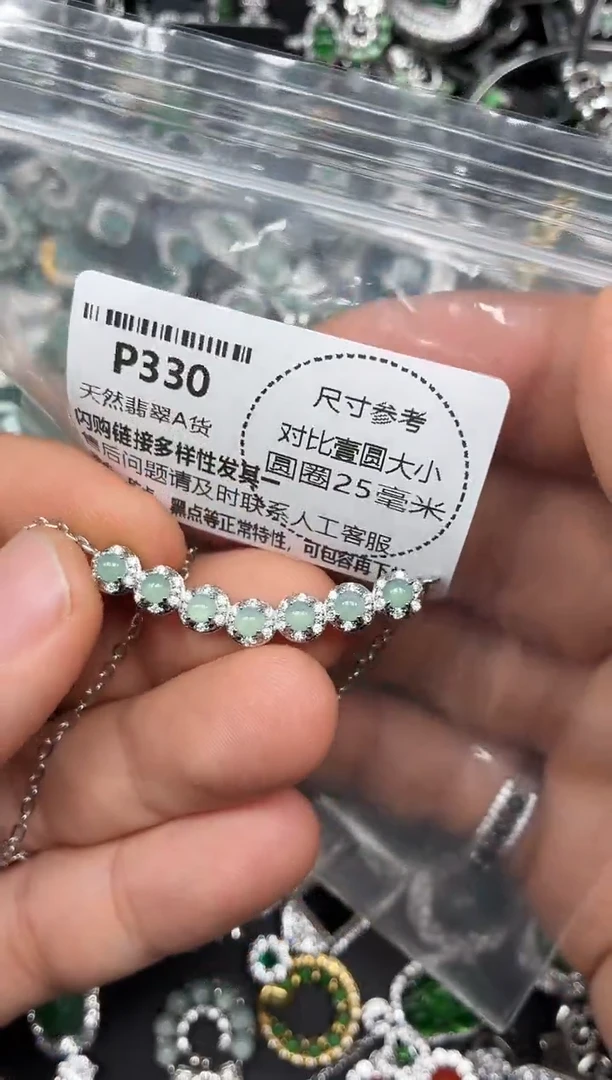 P330
天然翡翠A货
闪购链接多样性发其一
售后问题请及时联系人工客服
黑点等正常特性，可包容再下
尺寸参考
对比壹圆大小
圆圈25毫米